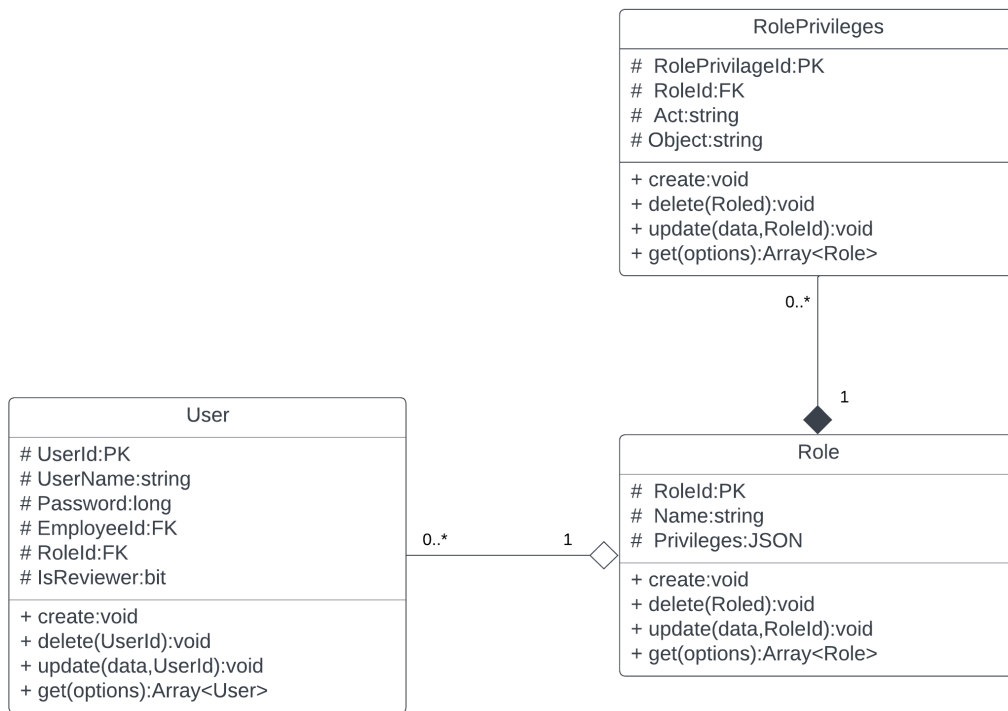 RolePrivileges
# RolePrivilageId:PK
# RoleId:FK
# Act:string
# Object:string
+ create:void
+ delete(Roled):void
+ update(data,RoleId):void
+ get(options):Array<Role>
0..*
1
User
# UserId:PK
# UserName:string
# Password:long
# EmployeeId:FK
# RoleId:FK
# IsReviewer:bit
+ create:void
+ delete(UserId):void
+ update(data,UserId):void
+ get(options):Array<User>
0..*
1
Role
# RoleId:PK
# Name:string
# Privileges:JSON
+ create:void
+ delete(Roled):void
+ update(data,RoleId):void
+ get(options):Array<Role>